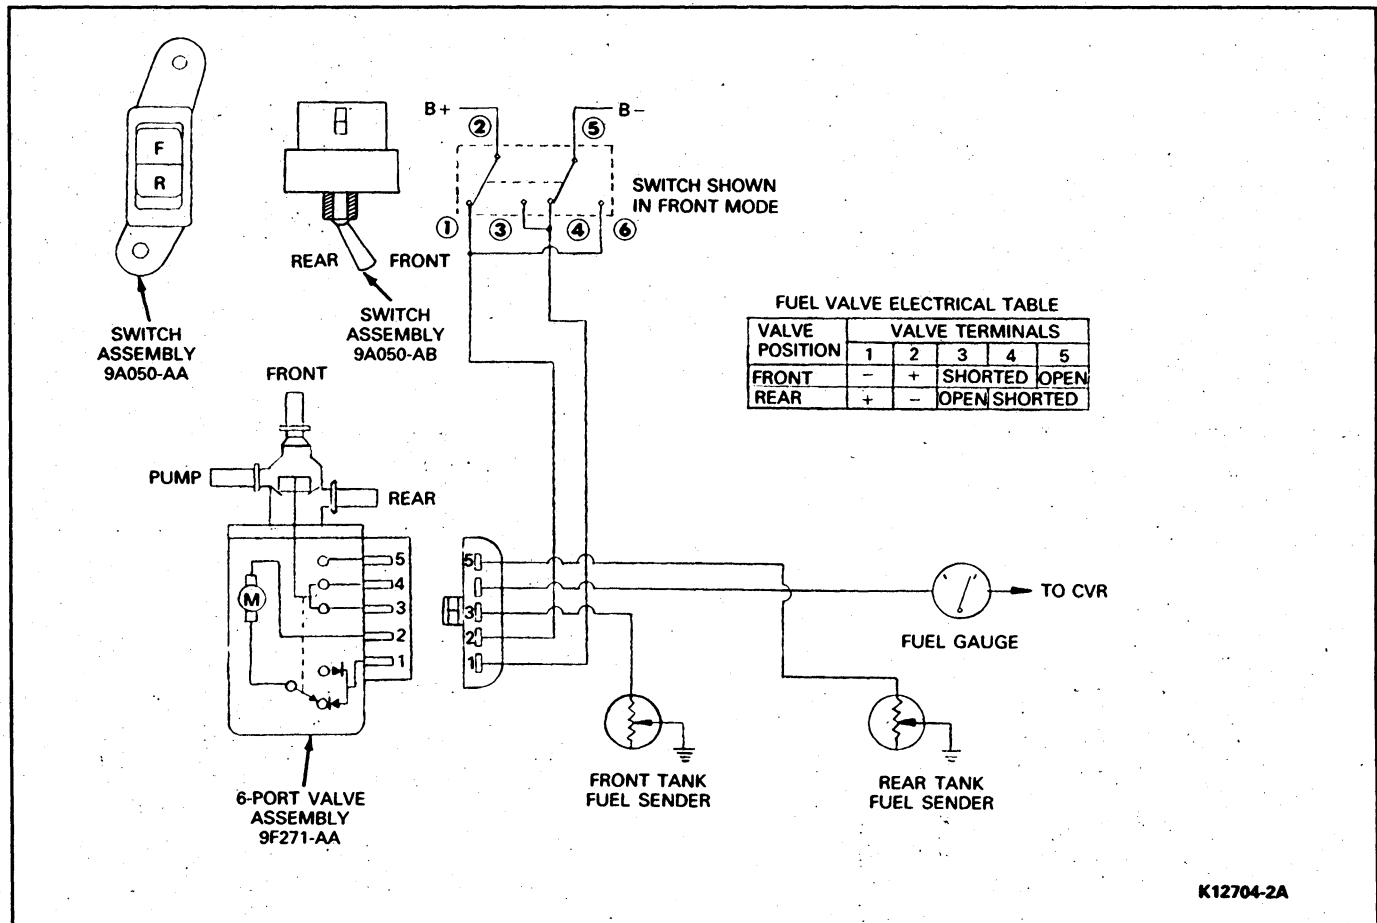 F
R
SWITCH
ASSEMBLY
9A050-AA
REAR FRONT
SWITCH
ASSEMBLY
9A050-AB
B+
B-
2
5
1
3
4
6
SWITCH SHOWN
IN FRONT MODE
FUEL VALVE ELECTRICAL TABLE
VALVE POSITION VALVE TERMINALS
1 2 3 4 5
FRONT - + SHORTED OPEN
REAR + - OPEN SHORTED
FRONT
PUMP
REAR
5
4
3
2
1
M
5
3
2
1
6-PORT VALVE
ASSEMBLY
9F271-AA
TO CVR
FUEL GAUGE
FRONT TANK
FUEL SENDER
REAR TANK
FUEL SENDER
K12704-2A